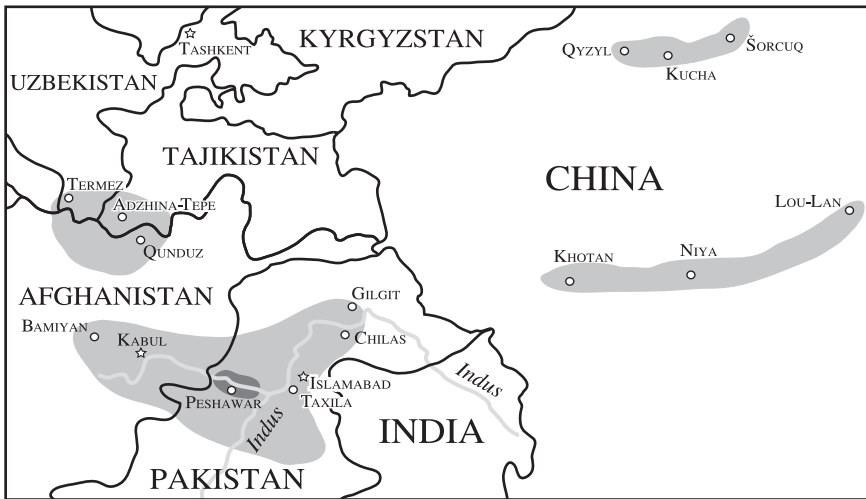 KYRGYZSTAN
TASHKENT
UZBEKISTAN
QYZYL
KUCHA
ŠORCUQ
TAJIKISTAN
CHINA
TERMEZ
ADZHINA-TEPE
QUNDUZ
LOU-LAN
KHOTAN
NIYA
AFGHANISTAN
GILGIT
BAMIYAN
KABUL
CHILAS
ISLAMABAD
TAXILA
PESHAWAR
Indus
Indus
INDIA
PAKISTAN